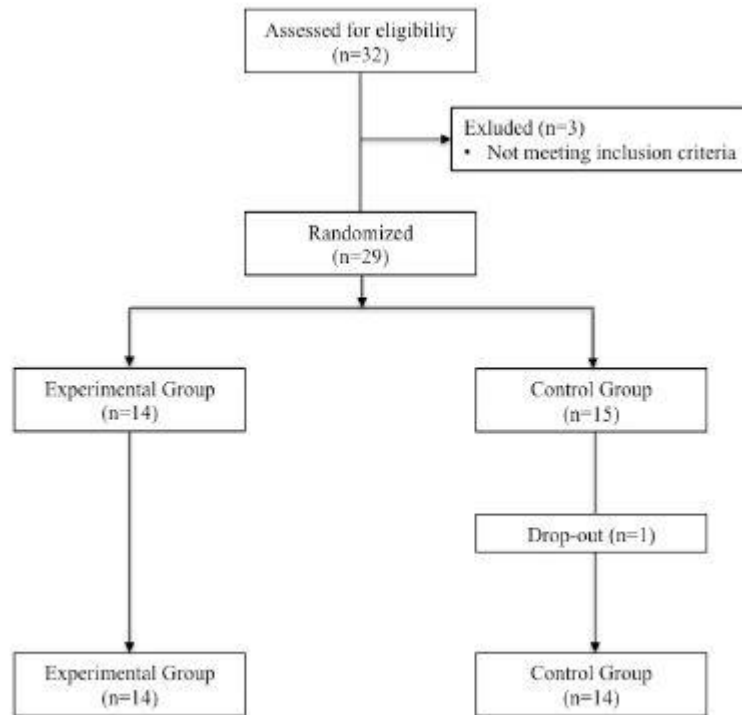 Assessed for eligibility
(n=32)
Exluded (n=3)
• Not meeting inclusion criteria
Randomized
(n=29)
Experimental Group
(n=14)
Control Group
(n=15)
Drop-out (n=1)
Experimental Group
(n=14)
Control Group
(n=14)